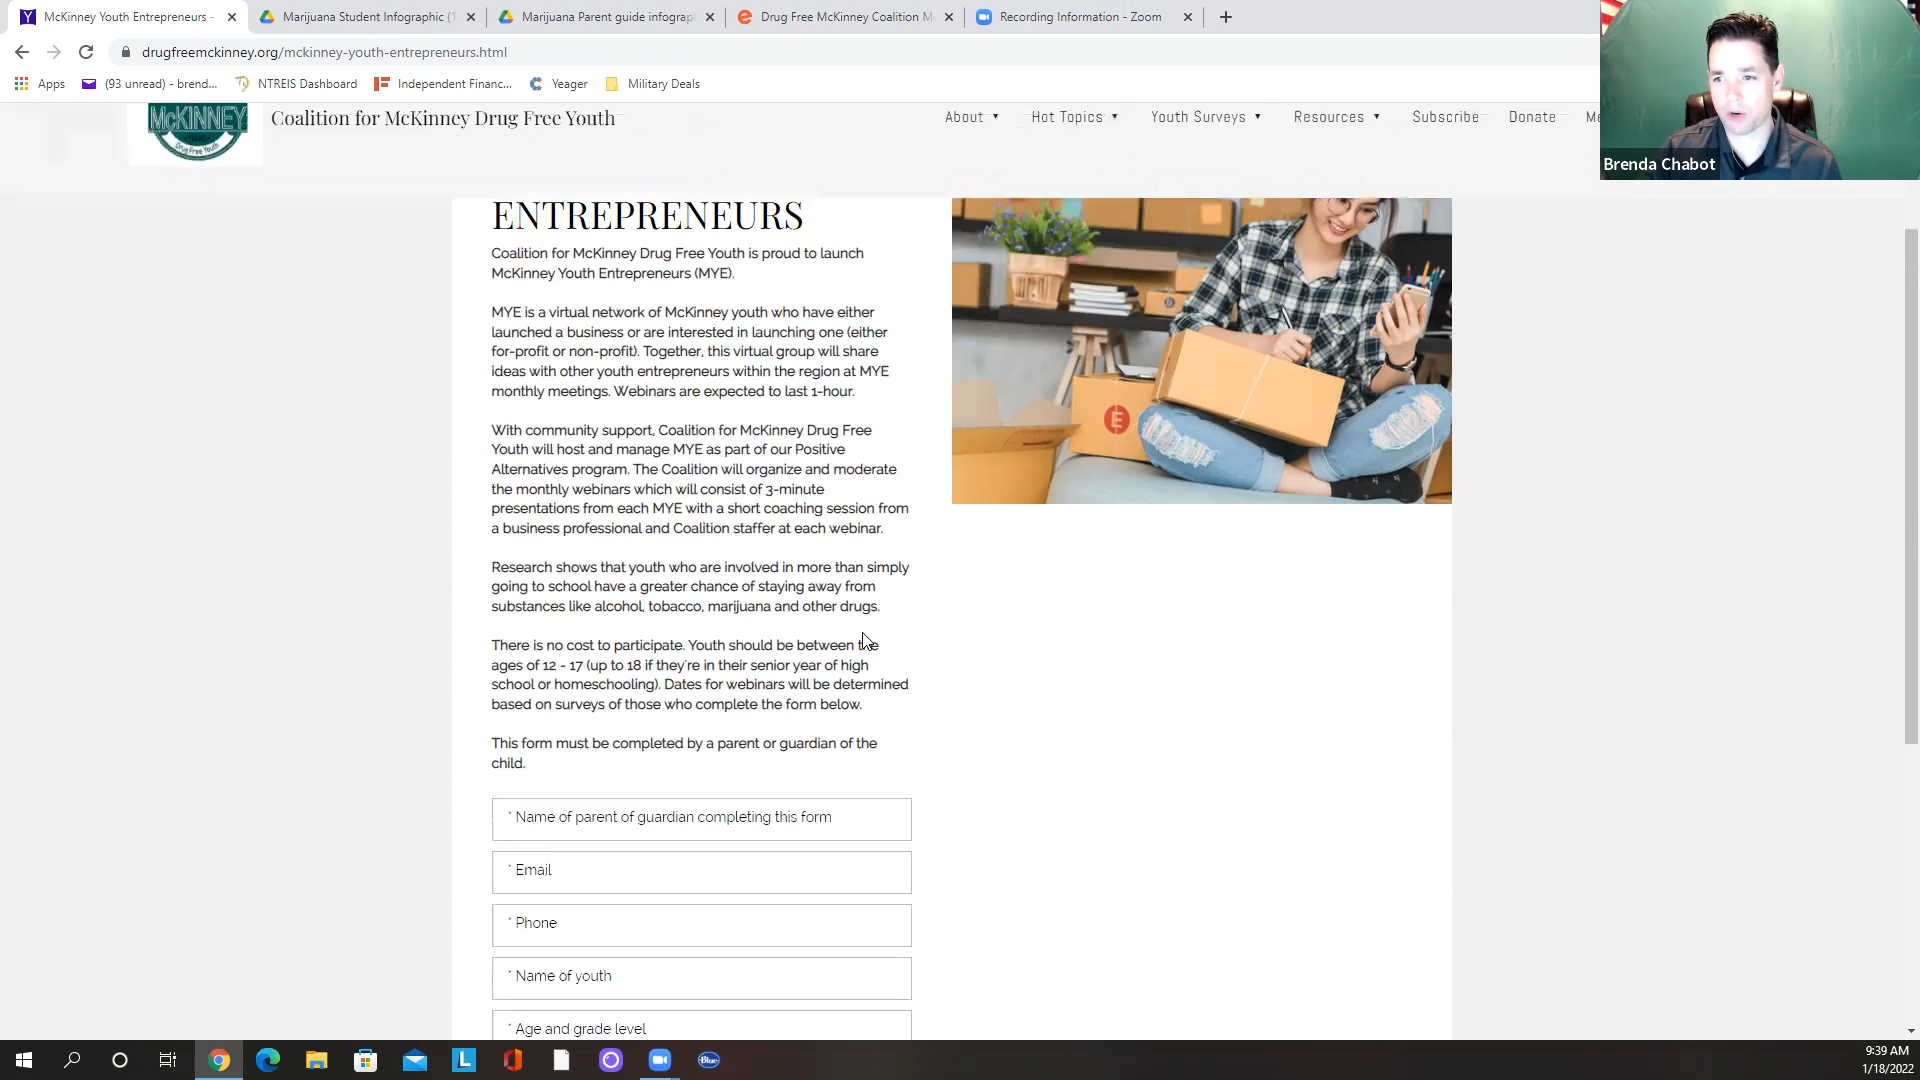 McKinney Youth Entrepreneurs -
Marijuana Student Infographic (1
Marijuana Parent guide infograp
Drug Free McKinney Coalition M
Recording Information - Zoom
drugfreemckinney.org/mckinney-youth-entrepreneurs.html
Apps
(93 unread) - brend...
NTREIS Dashboard
Independent Financ...
Yeager
Military Deals
McKINNEY
Drug Free Youth
Coalition for McKinney Drug Free Youth
About
Hot Topics
Youth Surveys
Resources
Subscribe
Donate
Me
Brenda Chabot
ENTREPRENEURS
Coalition for McKinney Drug Free Youth is proud to launch
McKinney Youth Entrepreneurs (MYE).
MYE is a virtual network of McKinney youth who have either
launched a business or are interested in launching one (either
for-profit or non-profit). Together, this virtual group will share
ideas with other youth entrepreneurs within the region at MYE
monthly meetings. Webinars are expected to last 1-hour.
With community support, Coalition for McKinney Drug Free
Youth will host and manage MYE as part of our Positive
Alternatives program. The Coalition will organize and moderate
the monthly webinars which will consist of 3-minute
presentations from each MYE with a short coaching session from
a business professional and Coalition staffer at each webinar.
Research shows that youth who are involved in more than simply
going to school have a greater chance of staying away from
substances like alcohol, tobacco, marijuana and other drugs.
There is no cost to participate. Youth should be between the
ages of 12 - 17 (up to 18 if they're in their senior year of high
school or homeschooling). Dates for webinars will be determined
based on surveys of those who complete the form below.
This form must be completed by a parent or guardian of the
child.
* Name of parent of guardian completing this form
* Email
* Phone
* Name of youth
* Age and grade level
9:39 AM
1/18/2022